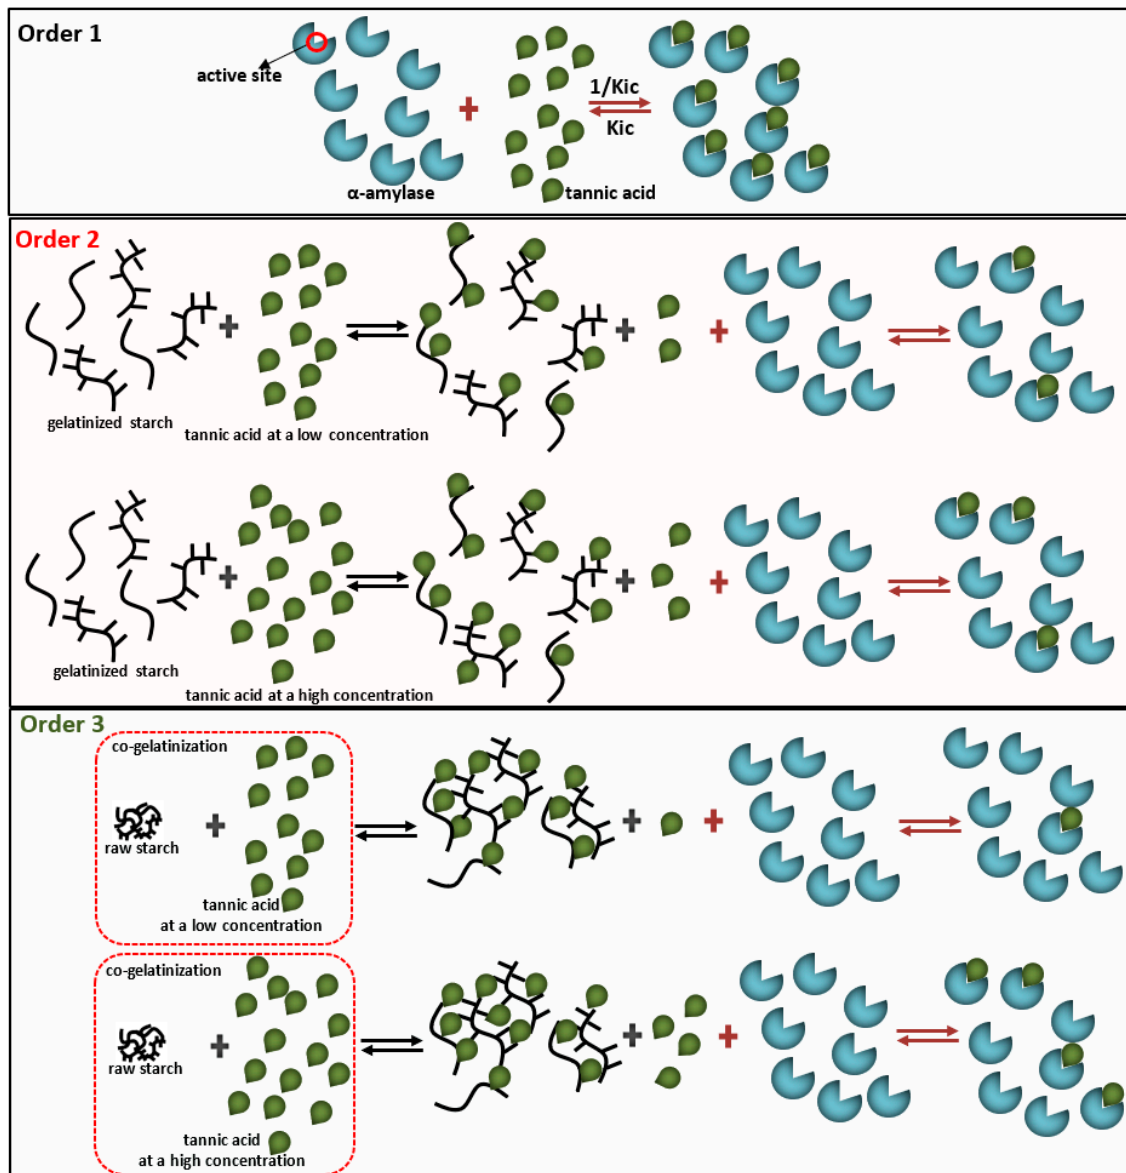 Order 1
active site
1/Kic
Kic
α-amylase
tannic acid
Order 2
gelatinized starch
tannic acid at a low concentration
gelatinized starch
tannic acid at a high concentration
Order 3
co-gelatinization
raw starch
tannic acid
at a low concentration
co-gelatinization
raw starch
tannic acid
at a high concentration